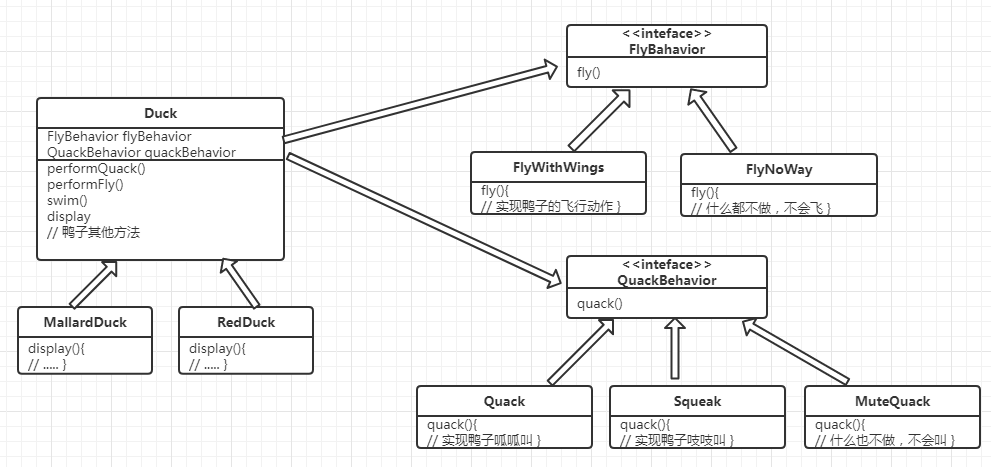 <<inteface>>
FlyBahavior
fly()
Duck
FlyBehavior flyBehavior
QuackBehavior quackBehavior
performQuack()
performFly()
swim()
display
// 鸭子其他方法
FlyWithWings
fly(){
// 实现鸭子的飞行动作 }
FlyNoWay
fly(){
// 什么都不做，不会飞 }
<<inteface>>
QuackBehavior
quack()
MallardDuck
display(){
// ..... }
RedDuck
display(){
// ..... }
Quack
quack(){
// 实现鸭子呱呱叫 }
Squeak
quack(){
// 实现鸭子吱吱叫 }
MuteQuack
quack(){
// 什么也不做，不会叫 }